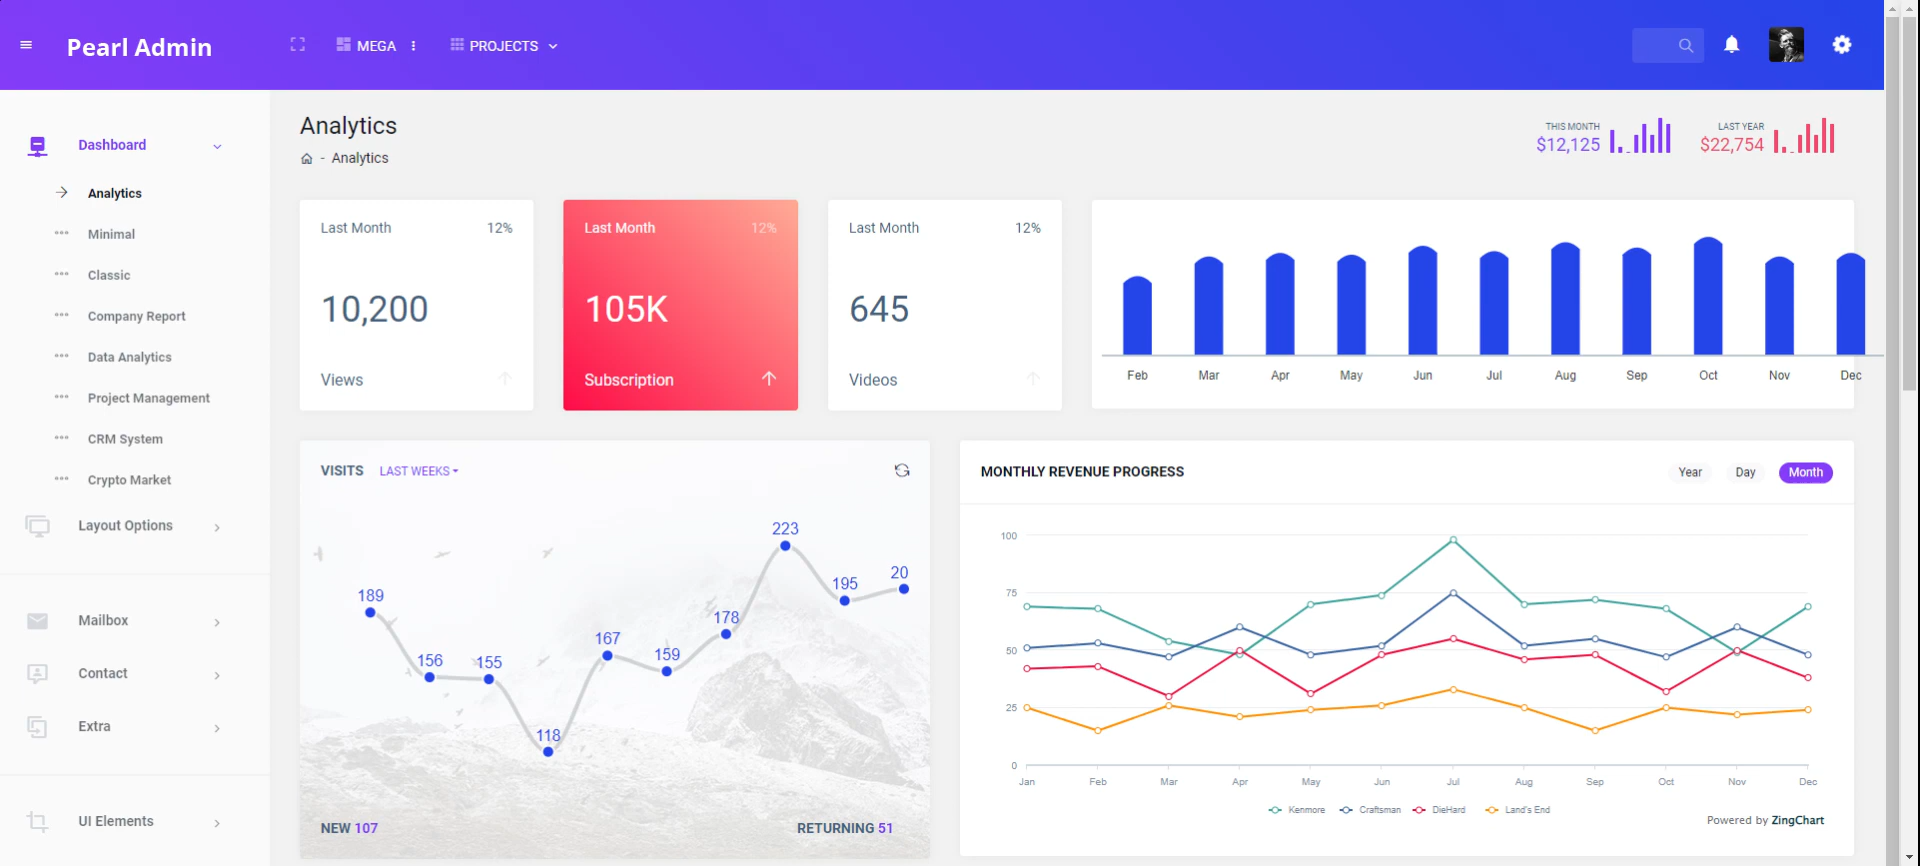 Pearl Admin
MEGA
PROJECTS
Dashboard
Analytics
Minimal
Classic
Company Report
Data Analytics
Project Management
CRM System
Crypto Market
Layout Options
Mailbox
Contact
Extra
UI Elements
Analytics
- Analytics
THIS MONTH
$12,125
LAST YEAR
$22,754
Last Month 12%
10,200
Views
Last Month 12%
105K
Subscription
Last Month 12%
645
Videos
Feb Mar Apr May Jun Jul Aug Sep Oct Nov Dec
VISITS LAST WEEKS
189
156
155
118
167
159
178
223
195
20
NEW 107
RETURNING 51
MONTHLY REVENUE PROGRESS
Year Day Month
100
75
50
25
0
Jan Feb Mar Apr May Jun Jul Aug Sep Oct Nov Dec
Kenmore Craftsman DieHard Land's End
Powered by ZingChart